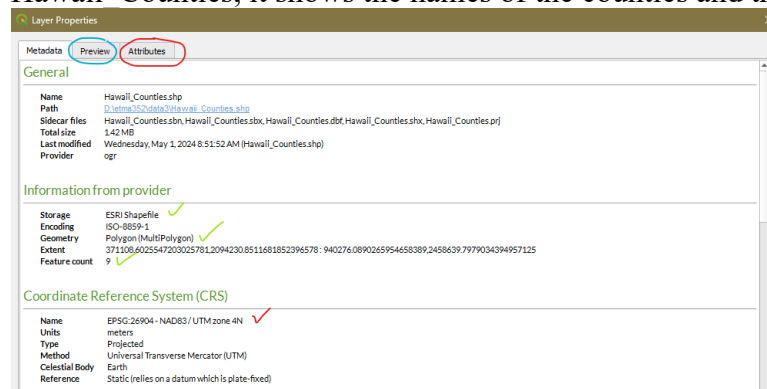 Hawaii_Counties, it shows the names of the counties and th
Layer Properties
Metadata Preview Attributes
General
Name Hawaii_Counties.shp
Path D:\etma352\data3\Hawaii_Counties.shp
Sidecar files Hawaii_Counties.sbn, Hawaii_Counties.sbx, Hawaii_Counties.dbf, Hawaii_Counties.shx, Hawaii_Counties.prj
Total size 1.42 MB
Last modified Wednesday, May 1, 2024 8:51:52 AM (Hawaii_Counties.shp)
Provider ogr
Information from provider
Storage ESRI Shapefile
Encoding ISO-8859-1
Geometry Polygon (MultiPolygon)
Extent 371108.6025547203025781,2094230.8511681852396578 : 940276.0890265954658389,2458639.7979034394957125
Feature count 9
Coordinate Reference System (CRS)
Name EPSG:26904 - NAD83 / UTM zone 4N
Units meters
Type Projected
Method Universal Transverse Mercator (UTM)
Celestial Body Earth
Reference Static (relies on a datum which is plate-fixed)